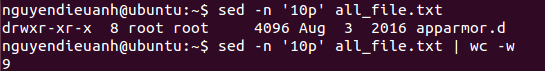 nguyendieuanh@ubuntu:~$ sed -n '10p' all_file.txt
drwxr-xr-x  8 root root    4096 Aug  3  2016 apparmor.d
nguyendieuanh@ubuntu:~$ sed -n '10p' all_file.txt | wc -w
9